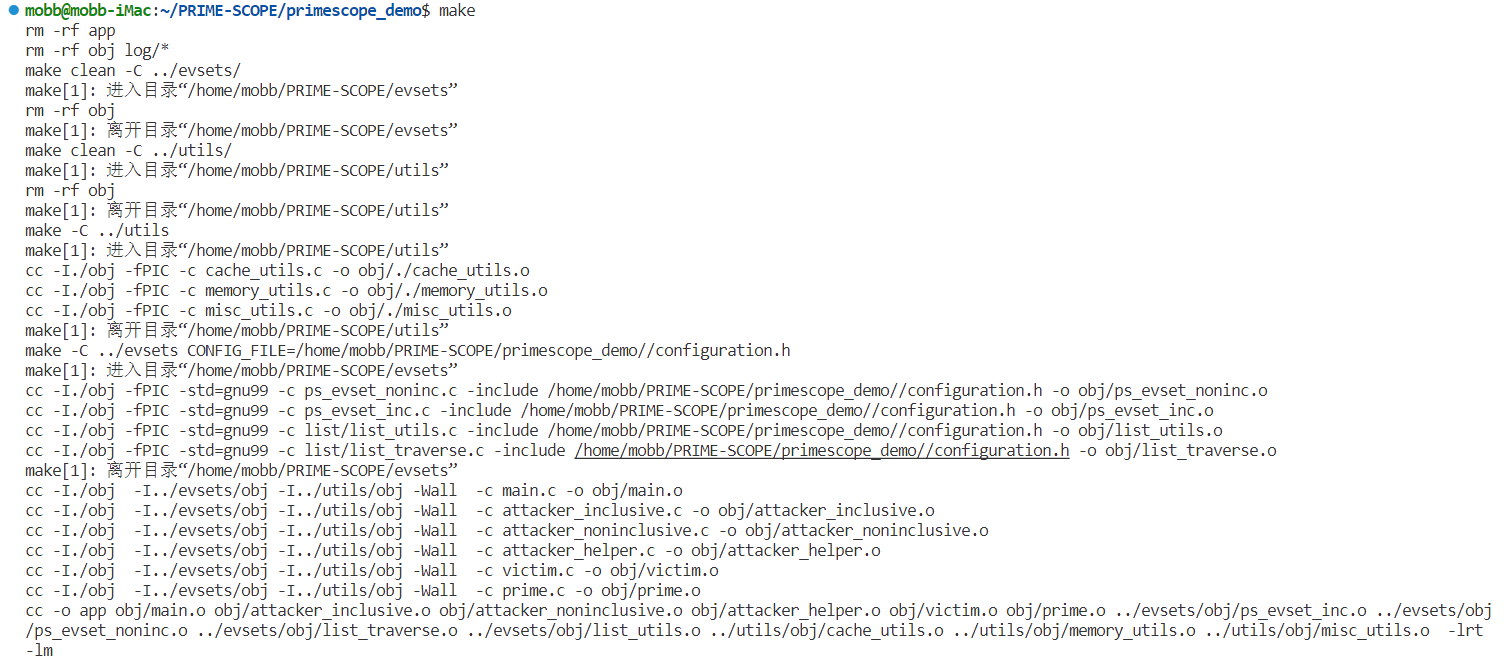 mobb@mobb-iMac:~/PRIME-SCOPE/primescope_demo$ make
rm -rf app
rm -rf obj log/*
make clean -C ../evsets/
make[1]: 进入目录“/home/mobb/PRIME-SCOPE/evsets”
rm -rf obj
make[1]: 离开目录“/home/mobb/PRIME-SCOPE/evsets”
make clean -C ../utils/
make[1]: 进入目录“/home/mobb/PRIME-SCOPE/utils”
rm -rf obj
make[1]: 离开目录“/home/mobb/PRIME-SCOPE/utils”
make -C ../utils
make[1]: 进入目录“/home/mobb/PRIME-SCOPE/utils”
cc -I./obj -fPIC -c cache_utils.c -o obj/./cache_utils.o
cc -I./obj -fPIC -c memory_utils.c -o obj/./memory_utils.o
cc -I./obj -fPIC -c misc_utils.c -o obj/./misc_utils.o
make[1]: 离开目录“/home/mobb/PRIME-SCOPE/utils”
make -C ../evsets CONFIG_FILE=/home/mobb/PRIME-SCOPE/primescope_demo//configuration.h
make[1]: 进入目录“/home/mobb/PRIME-SCOPE/evsets”
cc -I./obj -fPIC -std=gnu99 -c ps_evset_noninc.c -include /home/mobb/PRIME-SCOPE/primescope_demo//configuration.h -o obj/ps_evset_noninc.o
cc -I./obj -fPIC -std=gnu99 -c ps_evset_inc.c -include /home/mobb/PRIME-SCOPE/primescope_demo//configuration.h -o obj/ps_evset_inc.o
cc -I./obj -fPIC -std=gnu99 -c list/list_utils.c -include /home/mobb/PRIME-SCOPE/primescope_demo//configuration.h -o obj/list_utils.o
cc -I./obj -fPIC -std=gnu99 -c list/list_traverse.c -include /home/mobb/PRIME-SCOPE/primescope_demo//configuration.h -o obj/list_traverse.o
make[1]: 离开目录“/home/mobb/PRIME-SCOPE/evsets”
cc -I./obj  -I../evsets/obj -I../utils/obj -Wall  -c main.c -o obj/main.o
cc -I./obj  -I../evsets/obj -I../utils/obj -Wall  -c attacker_inclusive.c -o obj/attacker_inclusive.o
cc -I./obj  -I../evsets/obj -I../utils/obj -Wall  -c attacker_noninclusive.c -o obj/attacker_noninclusive.o
cc -I./obj  -I../evsets/obj -I../utils/obj -Wall  -c attacker_helper.c -o obj/attacker_helper.o
cc -I./obj  -I../evsets/obj -I../utils/obj -Wall  -c victim.c -o obj/victim.o
cc -I./obj  -I../evsets/obj -I../utils/obj -Wall  -c prime.c -o obj/prime.o
cc -o app obj/main.o obj/attacker_inclusive.o obj/attacker_noninclusive.o obj/attacker_helper.o obj/victim.o obj/prime.o ../evsets/obj/ps_evset_inc.o ../evsets/obj
/ps_evset_noninc.o ../evsets/obj/list_traverse.o ../evsets/obj/list_utils.o ../utils/obj/cache_utils.o ../utils/obj/memory_utils.o ../utils/obj/misc_utils.o  -lrt
-lm